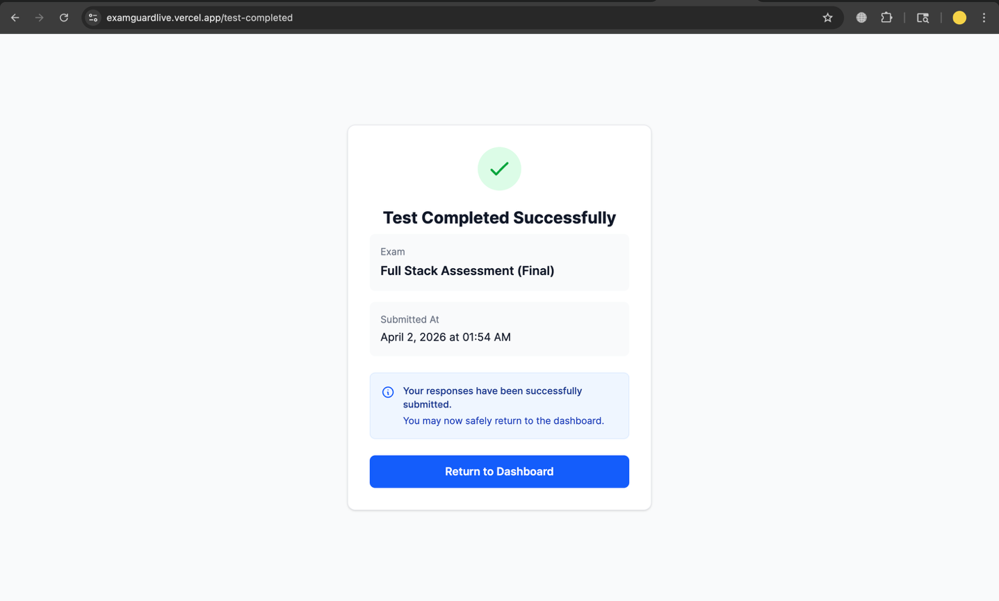 examguardlive.vercel.app/test-completed
Test Completed Successfully
Exam
Full Stack Assessment (Final)
Submitted At
April 2, 2026 at 01:54 AM
Your responses have been successfully
submitted.
You may now safely return to the dashboard.
Return to Dashboard